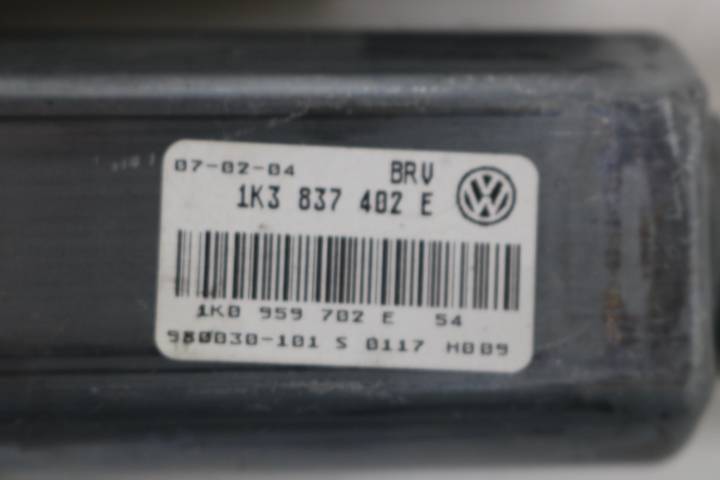 07-02-04 BRV
1K3 837 402 E
1K0 959 702 E 54
980030-101 S 0117 H009